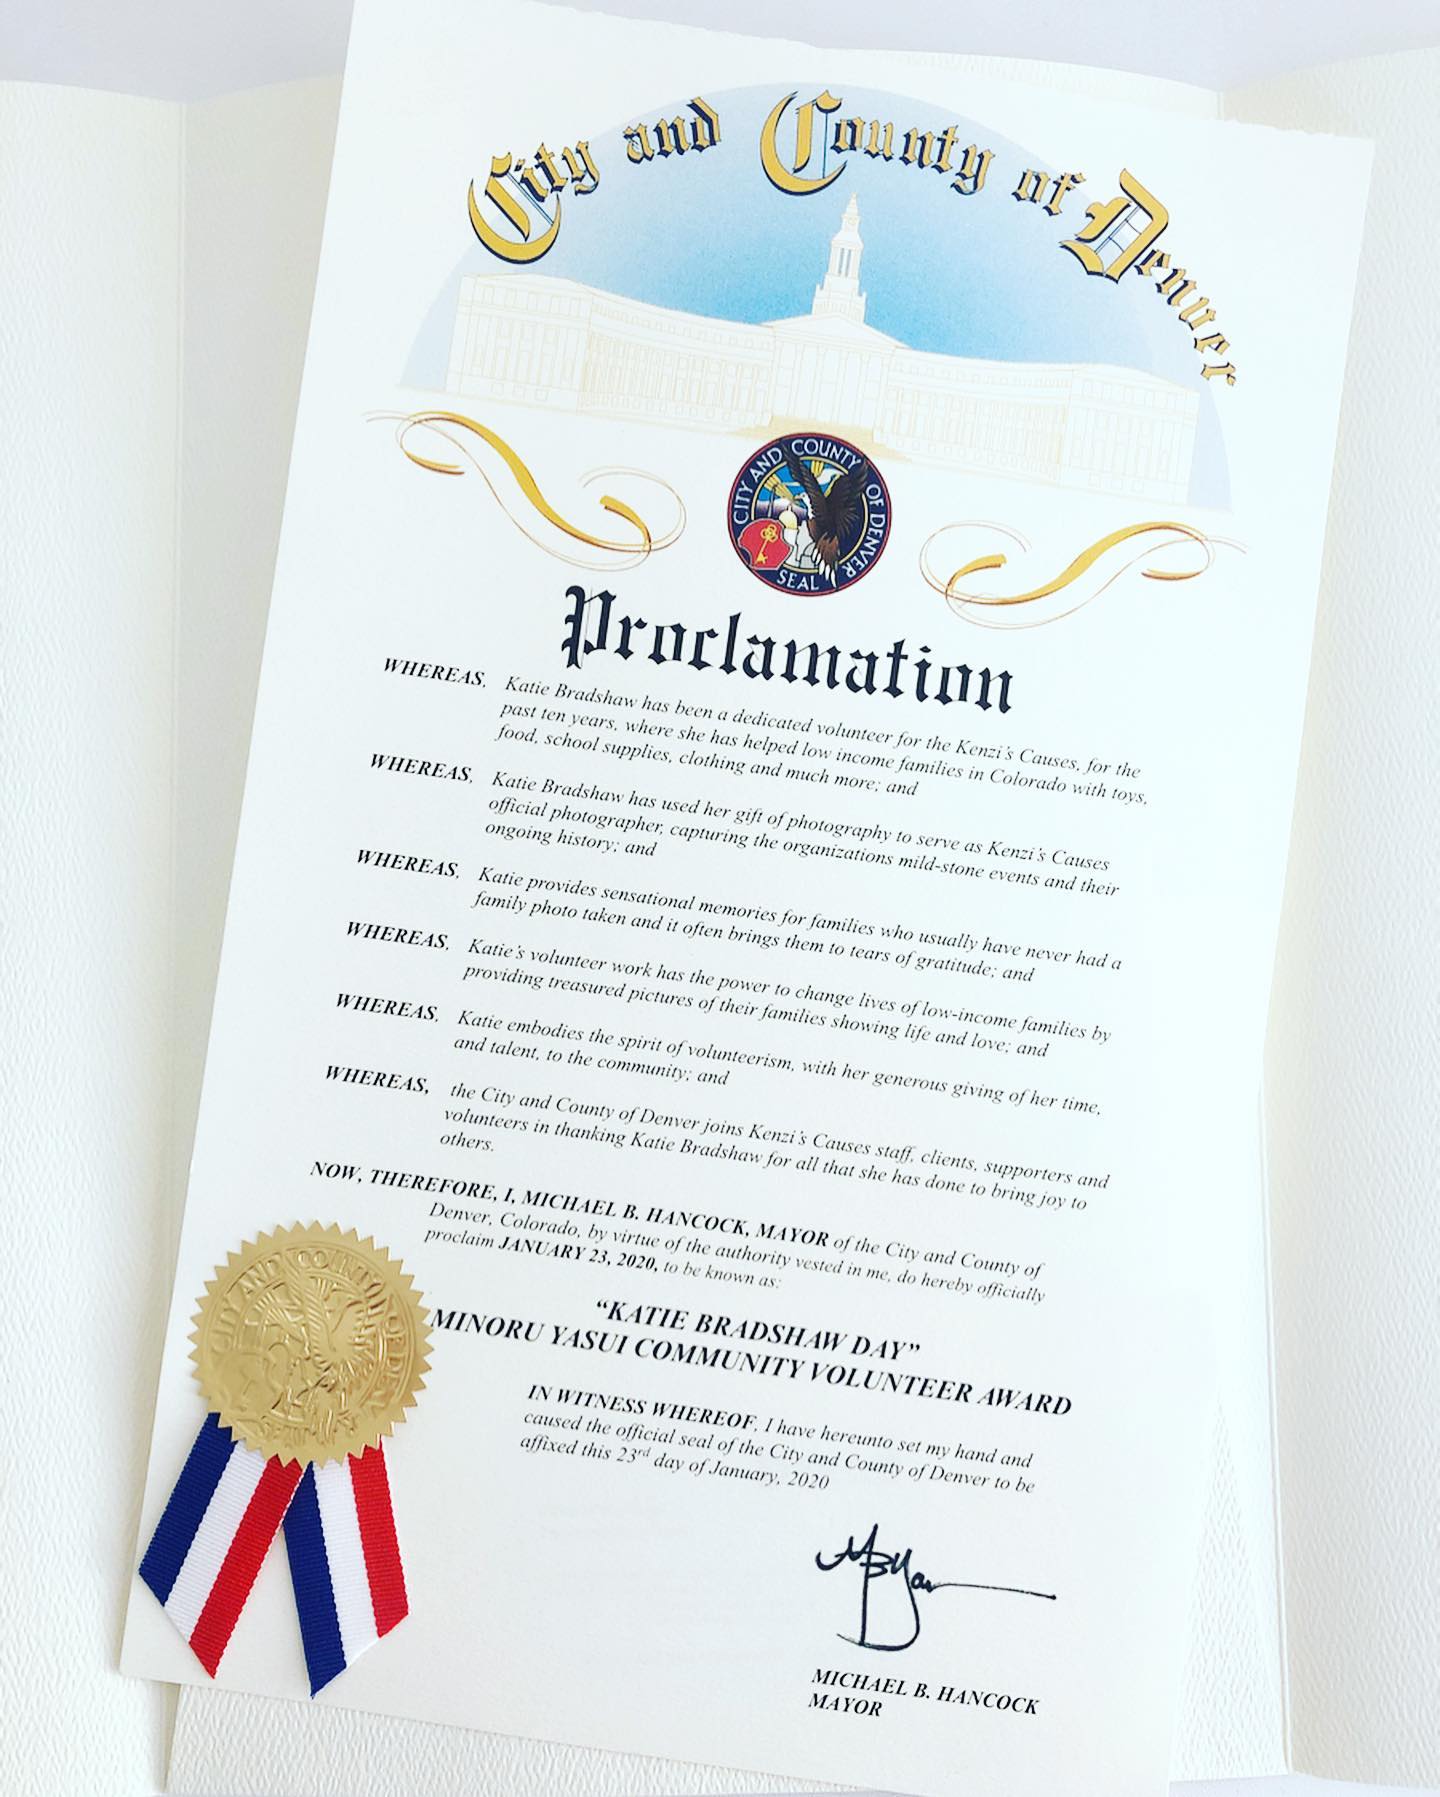 City and County of Denver
CITY AND COUNTY OF DENVER
SEAL
Proclamation
WHEREAS, Katie Bradshaw has been a dedicated volunteer for the Kenzi's Causes, for the
past ten years, where she has helped low income families in Colorado with toys,
food, school supplies, clothing and much more; and
WHEREAS, Katie Bradshaw has used her gift of photography to serve as Kenzi's Causes
official photographer, capturing the organizations mild-stone events and their
ongoing history; and
WHEREAS, Katie provides sensational memories for families who usually have never had a
family photo taken and it often brings them to tears of gratitude; and
WHEREAS, Katie's volunteer work has the power to change lives of low-income families by
providing treasured pictures of their families showing life and love; and
WHEREAS, Katie embodies the spirit of volunteerism, with her generous giving of her time,
and talent, to the community; and
WHEREAS, the City and County of Denver joins Kenzi's Causes staff, clients, supporters and
volunteers in thanking Katie Bradshaw for all that she has done to bring joy to
others.
NOW, THEREFORE, I, MICHAEL B. HANCOCK, MAYOR of the City and County of
Denver, Colorado, by virtue of the authority vested in me, do hereby officially
proclaim JANUARY 23, 2020, to be known as:
"KATIE BRADSHAW DAY"
MINORU YASUI COMMUNITY VOLUNTEER AWARD
IN WITNESS WHEREOF, I have hereunto set my hand and
caused the official seal of the City and County of Denver to be
affixed this 23rd day of January, 2020
CITY AND COUNTY OF DEN
MICHAEL B. HANCOCK
MAYOR